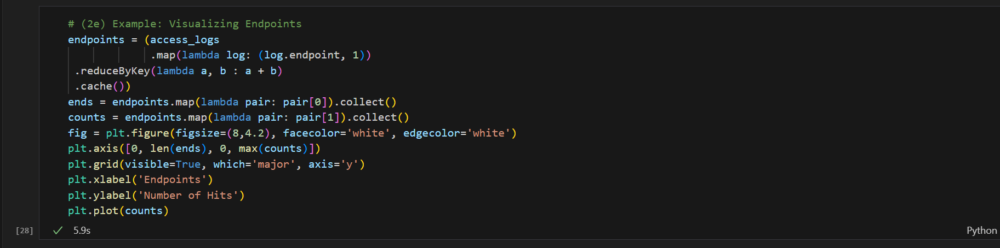 # (2e) Example: Visualizing Endpoints
endpoints = (access_logs
.map(lambda log: (log.endpoint, 1))
.reduceByKey(lambda a, b : a + b)
.cache())
ends = endpoints.map(lambda pair: pair[0]).collect()
counts = endpoints.map(lambda pair: pair[1]).collect()
fig = plt.figure(figsize=(8,4.2), facecolor='white', edgecolor='white')
plt.axis([0, len(ends), 0, max(counts)])
plt.grid(visible=True, which='major', axis='y')
plt.xlabel('Endpoints')
plt.ylabel('Number of Hits')
plt.plot(counts)
[28] 5.9s Python